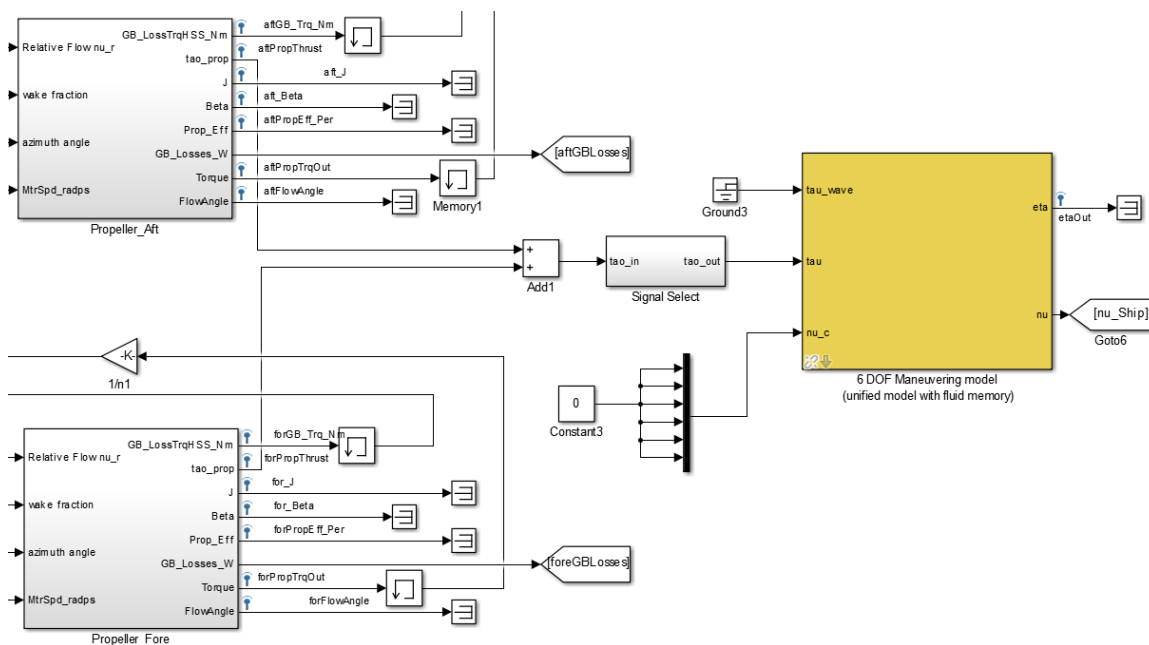 GB_LossTrqHSS_Nm
aftGB_Trq_Nm
Relative Flow nu_r
tao_prop
aftPropThrust
J
aft_J
wake fraction
Beta
aft_Beta
Prop_Eff
aftPropEff_Per
azimuth angle
GB_Losses_W
[aftGBLosses]
Torque
aftPropTrqOut
MtrSpd_radps
FlowAngle
aftFlowAngle
Memory1
Propeller_Aft
Ground3
tau_wave
eta
etaOut
+
+
Add1
tao_in
tao_out
Signal Select
tau
nu_c
nu
[nu_Ship]
Goto6
6 DOF Maneuvering model
(unified model with fluid memory)
-K-
1/n1
0
Constant3
GB_LossTrqHSS_Nm
forGB_Trq_Nm
Relative Flow nu_r
tao_prop
forPropThrust
J
for_J
wake fraction
Beta
for_Beta
Prop_Eff
forPropEff_Per
azimuth angle
GB_Losses_W
[foreGBLosses]
Torque
forPropTrqOut
MtrSpd_radps
FlowAngle
forFlowAngle
Propeller_Fore